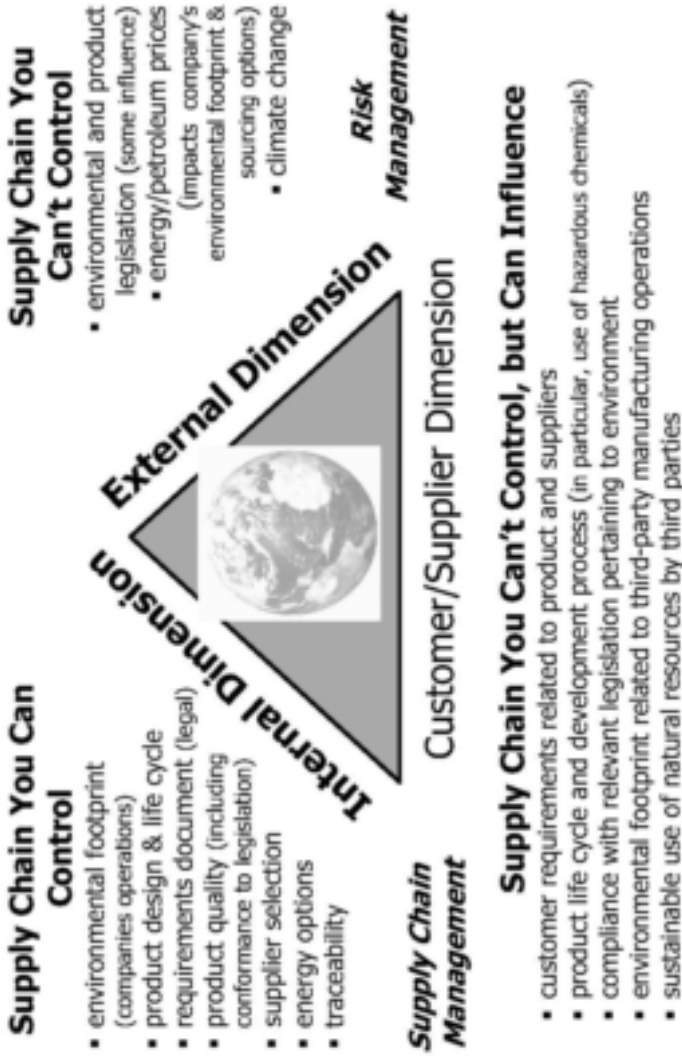 Supply Chain You Can
Control
▪ environmental footprint
(companies operations)
▪ product design & life cycle
▪ requirements document (legal)
▪ product quality (including
conformance to legislation)
▪ supplier selection
▪ energy options
▪ traceability
Supply Chain
Management
Internal Dimension
External Dimension
Customer/Supplier Dimension
Supply Chain You
Can't Control
▪ environmental and product
legislation (some influence)
▪ energy/petroleum prices
(impacts company's
environmental footprint &
sourcing options)
▪ climate change
Risk
Management
Supply Chain You Can't Control, but Can Influence
▪ customer requirements related to product and suppliers
▪ product life cycle and development process (in particular, use of hazardous chemicals)
▪ compliance with relevant legislation pertaining to environment
▪ environmental footprint related to third-party manufacturing operations
▪ sustainable use of natural resources by third parties